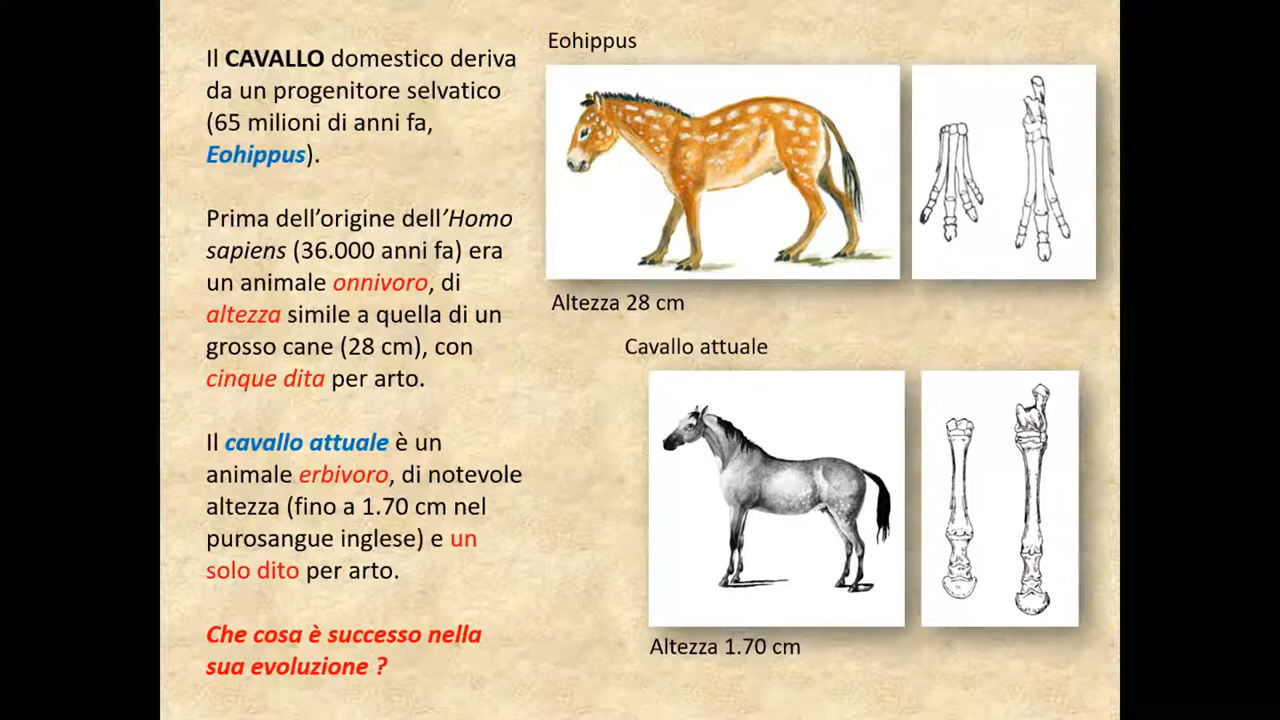 Il CAVALLO domestico deriva
da un progenitore selvatico
(65 milioni di anni fa,
Eohippus).
Prima dell’origine dell’Homo
sapiens (36.000 anni fa) era
un animale onnivoro, di
altezza simile a quella di un
grosso cane (28 cm), con
cinque dita per arto.
Il cavallo attuale è un
animale erbivoro, di notevole
altezza (fino a 1.70 cm nel
purosangue inglese) e un
solo dito per arto.
Che cosa è successo nella
sua evoluzione ?
Eohippus
Altezza 28 cm
Cavallo attuale
Altezza 1.70 cm